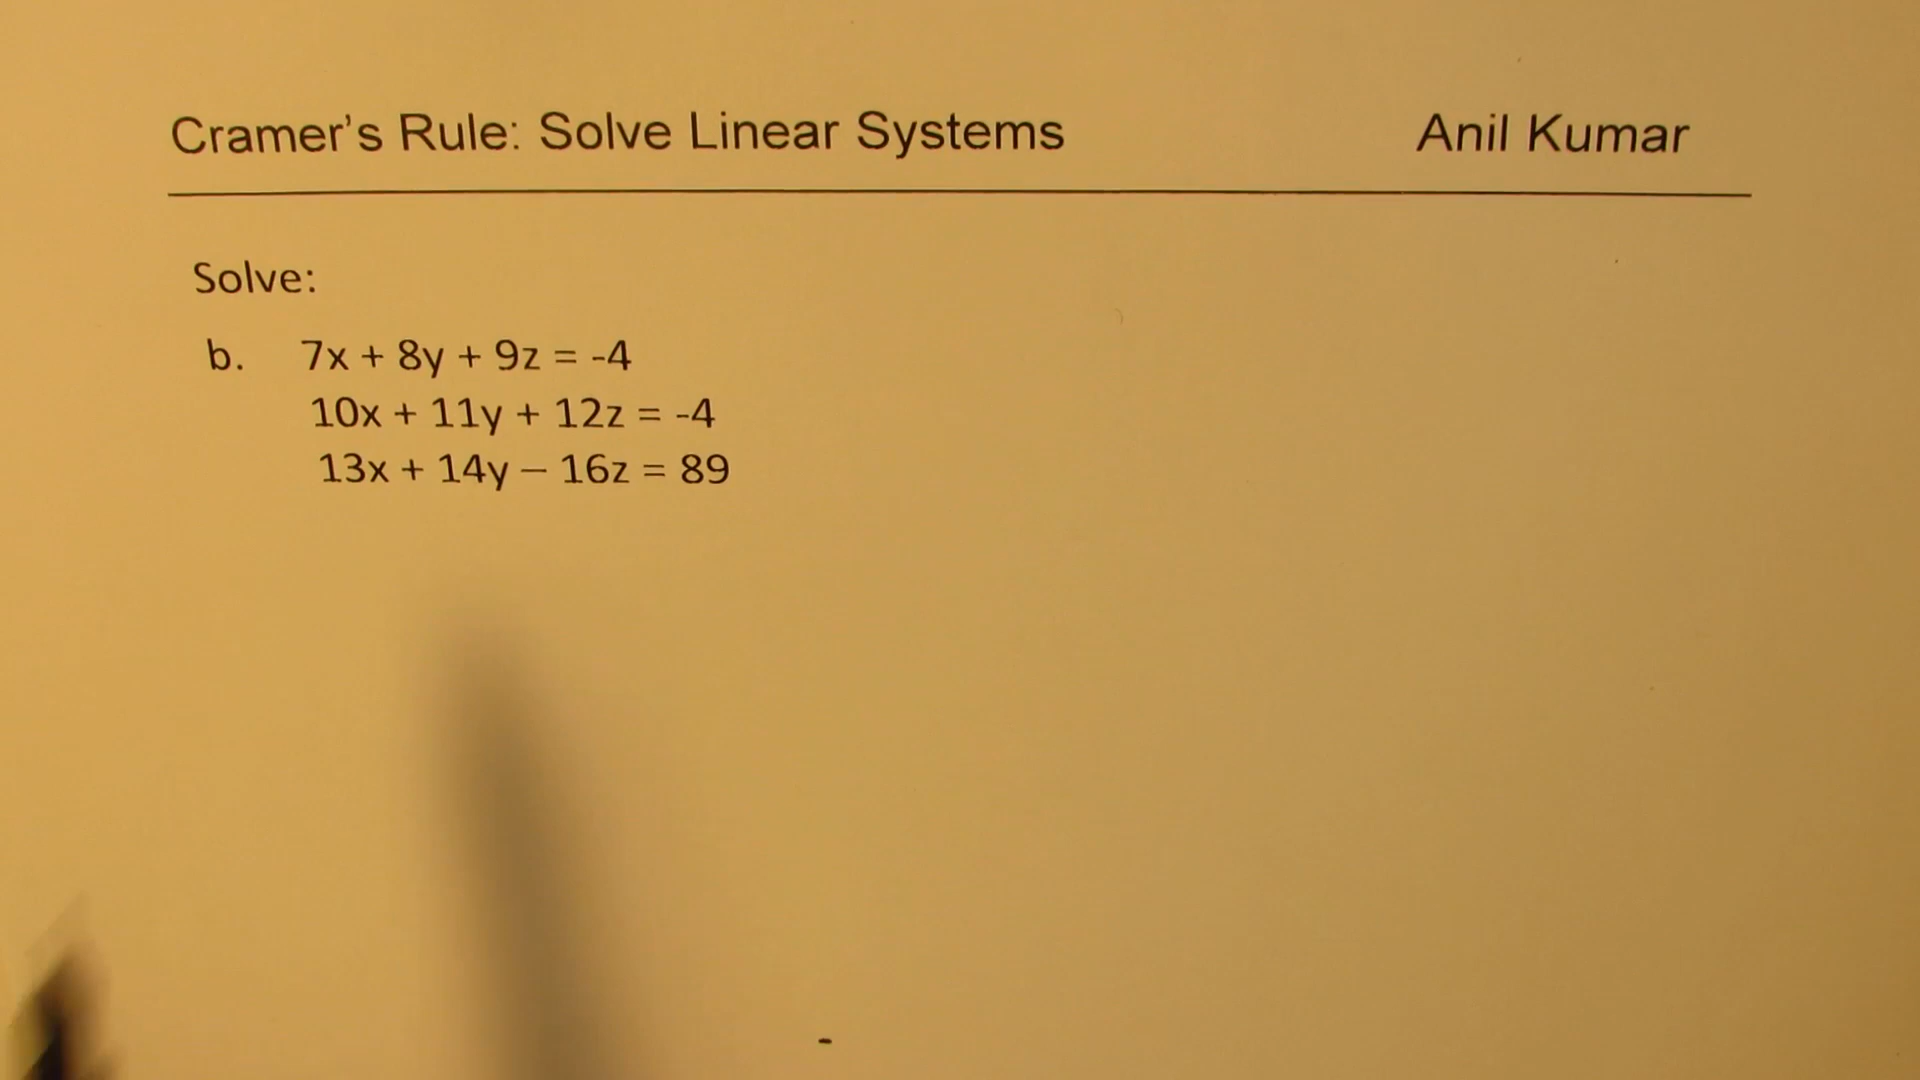 Cramer's Rule: Solve Linear Systems Anil Kumar
Solve:
b. 7x + 8y + 9z = -4
10x + 11y + 12z = -4
13x + 14y – 16z = 89